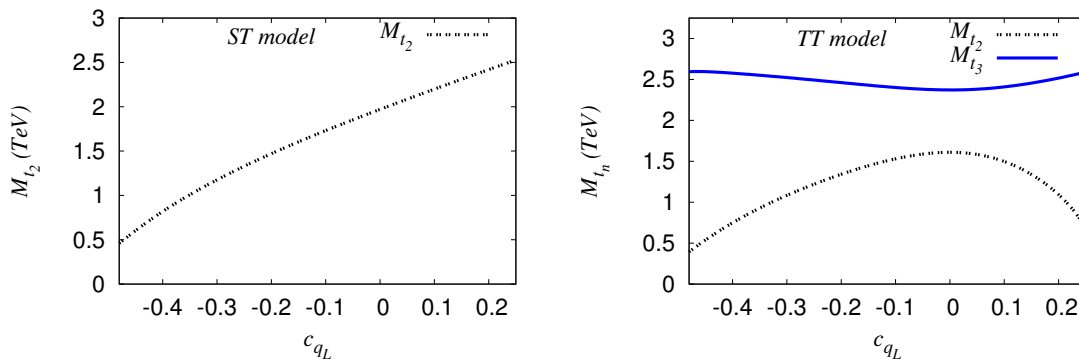 ST model
M_{t_2}
3
2.5
2
1.5
1
0.5
0
M_{t_2} (TeV)
-0.4 -0.3 -0.2 -0.1 0 0.1 0.2
c_{q_L}
TT model
M_{t_2}
M_{t_3}
3
2.5
2
1.5
1
0.5
0
M_{t_n} (TeV)
-0.4 -0.3 -0.2 -0.1 0 0.1 0.2
c_{q_L}